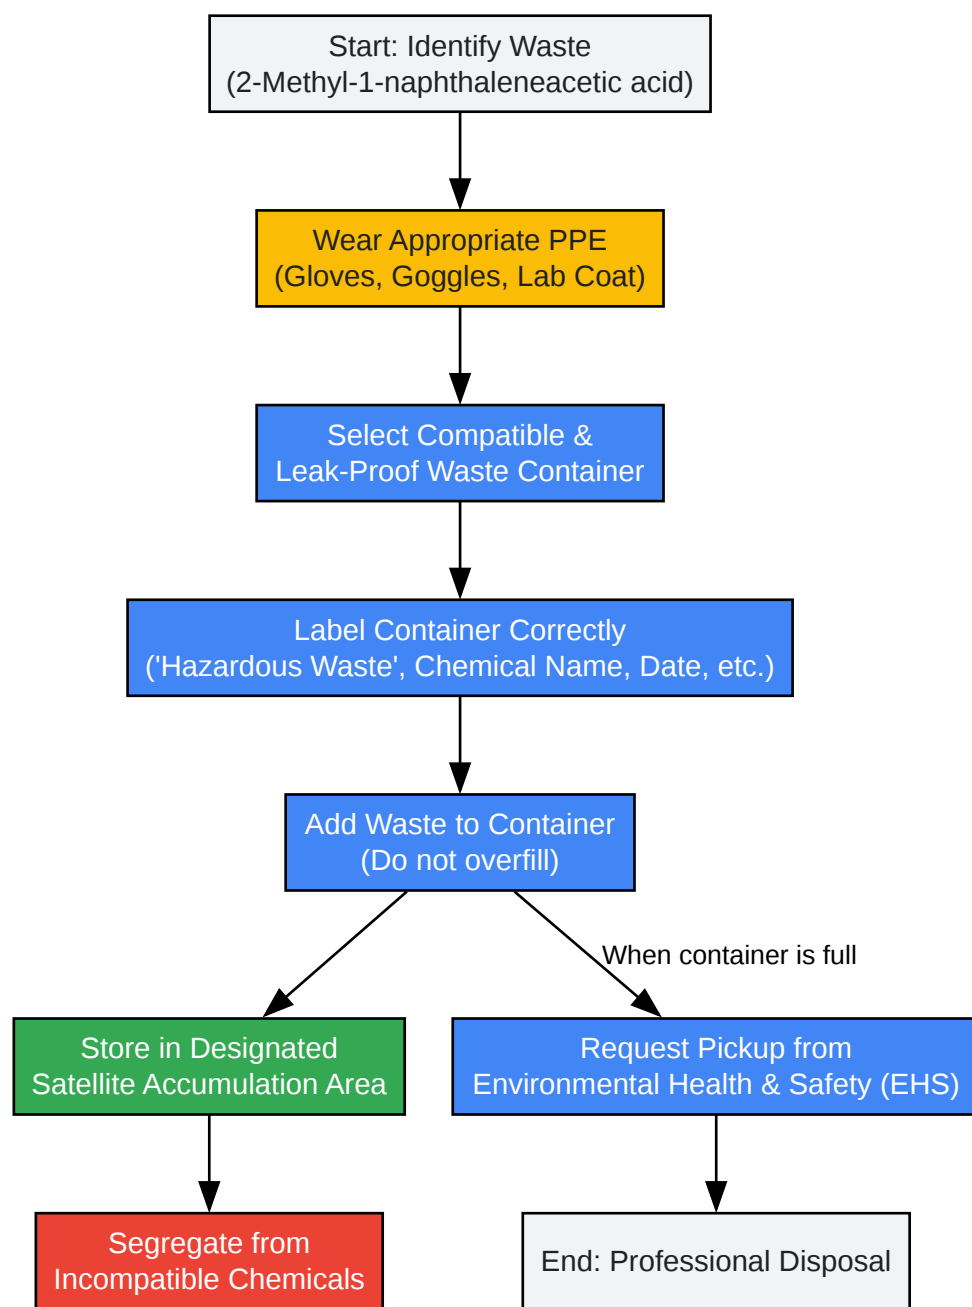 Start: Identify Waste
(2-Methyl-1-naphthaleneacetic acid)
Wear Appropriate PPE
(Gloves, Goggles, Lab Coat)
Select Compatible &
Leak-Proof Waste Container
Label Container Correctly
('Hazardous Waste', Chemical Name, Date, etc.)
Add Waste to Container
(Do not overfill)
When container is full
Store in Designated
Satellite Accumulation Area
Request Pickup from
Environmental Health & Safety (EHS)
Segregate from
Incompatible Chemicals
End: Professional Disposal